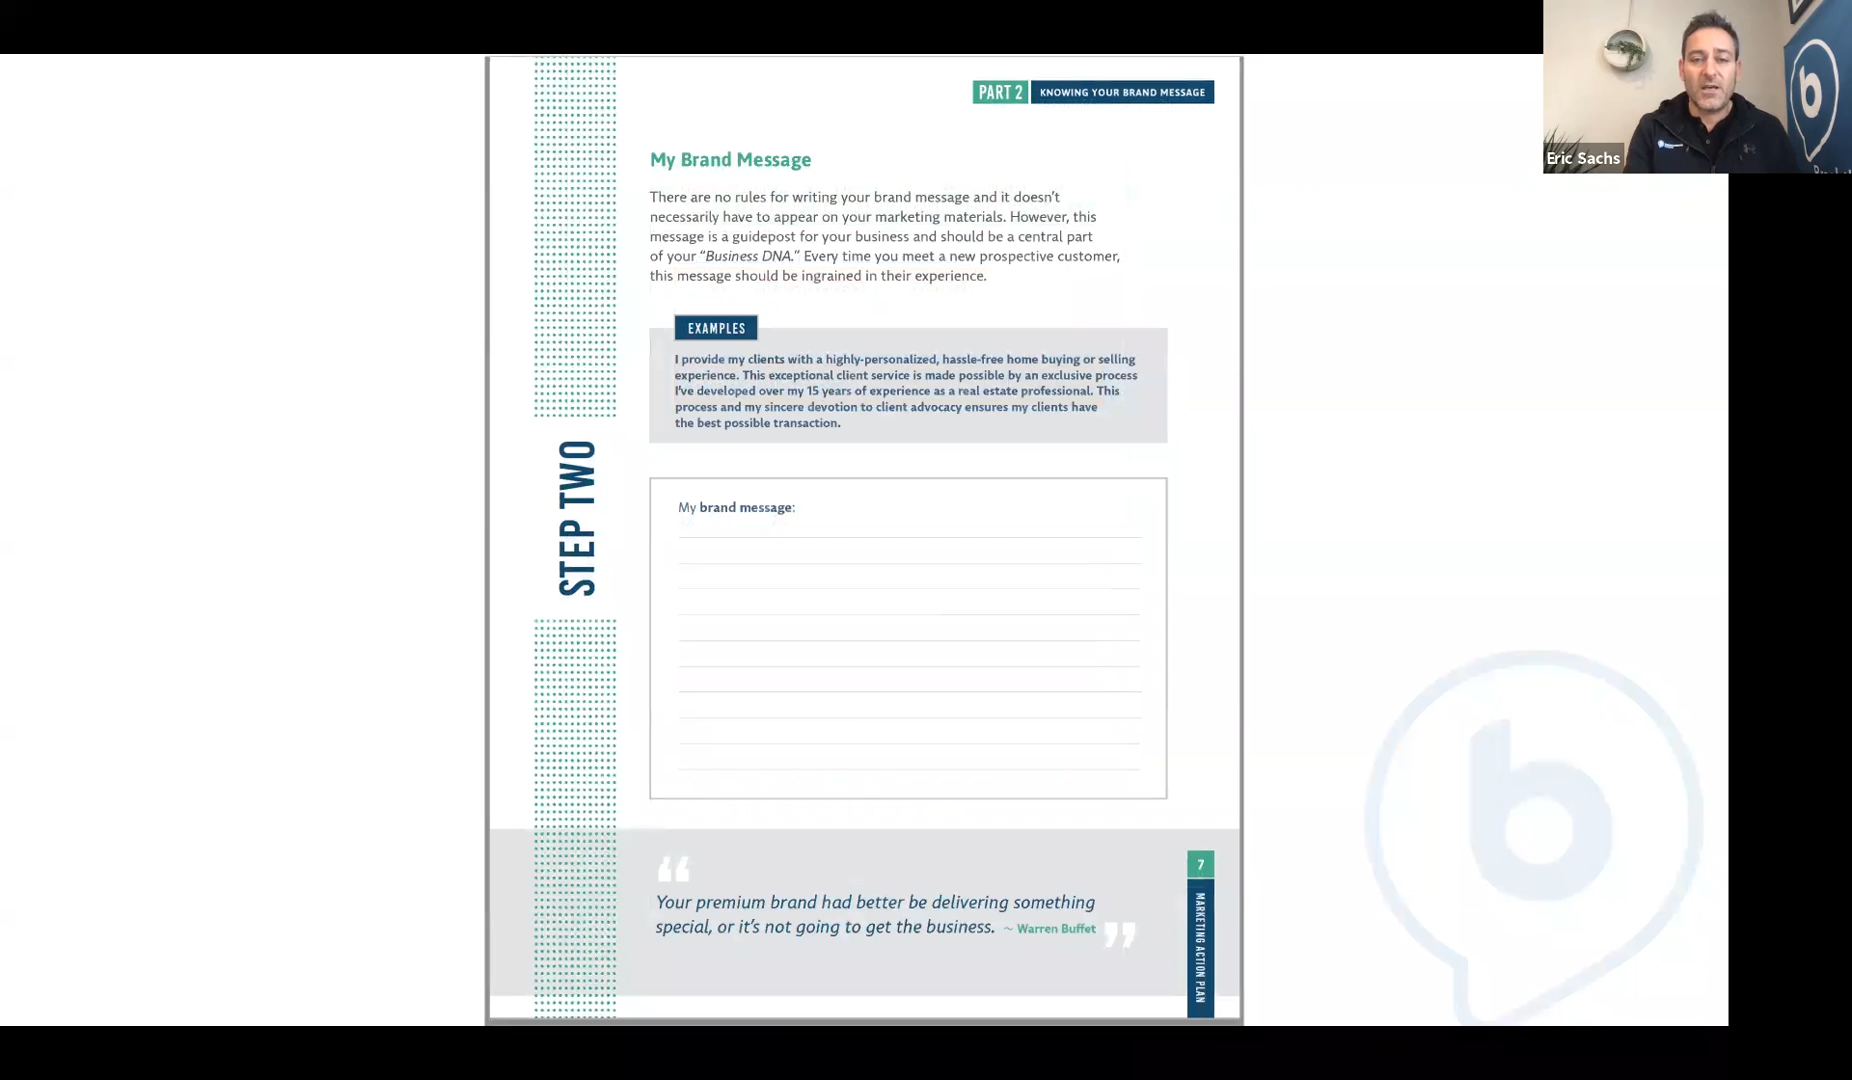 PART 2 KNOWING YOUR BRAND MESSAGE
Eric Sachs
My Brand Message
There are no rules for writing your brand message and it doesn't
necessarily have to appear on your marketing materials. However, this
message is a guidepost for your business and should be a central part
of your “Business DNA.” Every time you meet a new prospective customer,
this message should be ingrained in their experience.
EXAMPLES
I provide my clients with a highly-personalized, hassle-free home buying or selling
experience. This exceptional client service is made possible by an exclusive process
I've developed over my 15 years of experience as a real estate professional. This
process and my sincere devotion to client advocacy ensures my clients have
the best possible transaction.
STEP TWO
My brand message:
“
Your premium brand had better be delivering something
special, or it's not going to get the business. ~ Warren Buffet ”
7
MARKETING ACTION PLAN
b
b